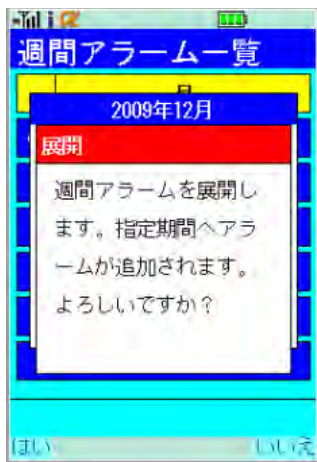 週間アラーム一覧
月
2009年12月
展開
週間アラームを展開し
ます。指定期間へアラ
ームが追加されます。
よろしいですか？
はい
いいえ